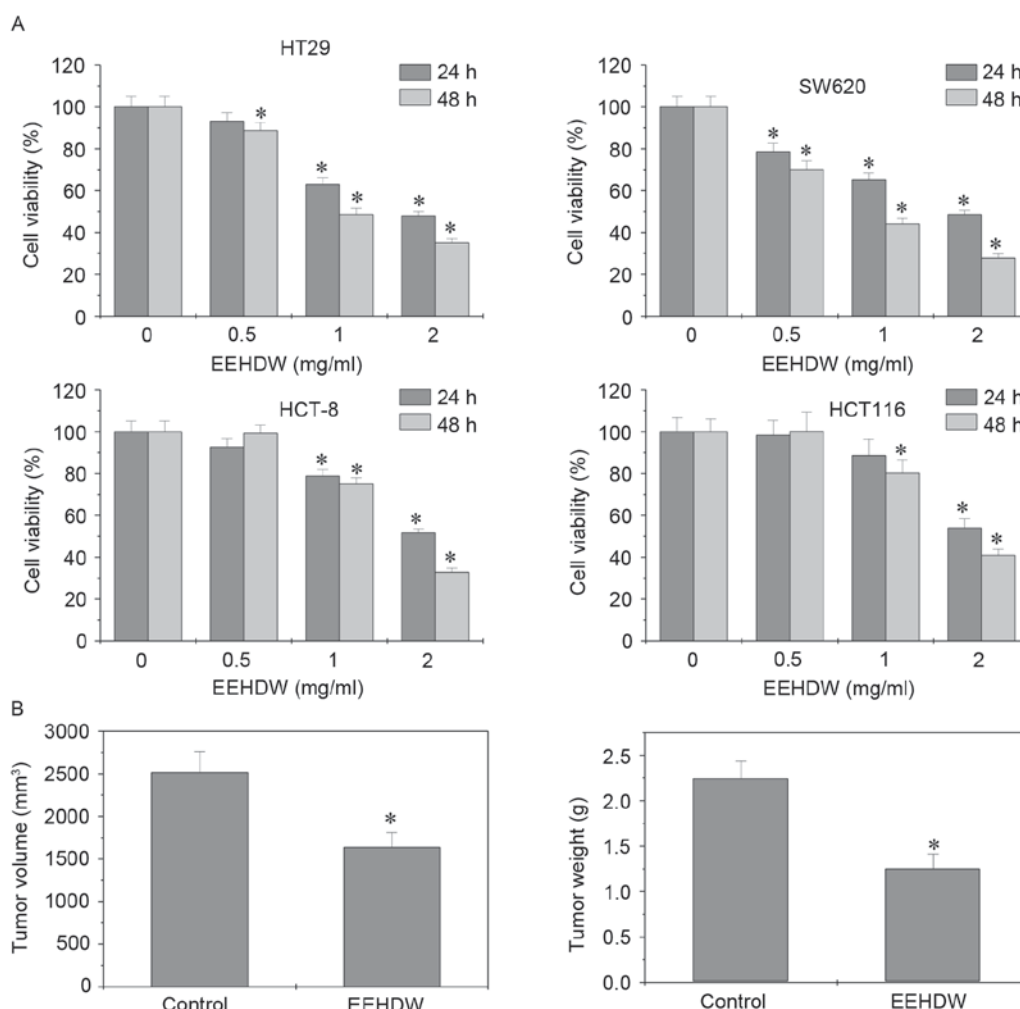 A
HT29
24 h
48 h
120
100
80
60
40
20
0
Cell viability (%)
*
*
*
*
*
0 0.5 1 2
EEHDW (mg/ml)
SW620
24 h
48 h
120
100
80
60
40
20
0
Cell viability (%)
*
*
*
*
*
*
0 0.5 1 2
EEHDW (mg/ml)
HCT-8
24 h
48 h
120
100
80
60
40
20
0
Cell viability (%)
*
*
*
*
0 0.5 1 2
EEHDW (mg/ml)
HCT116
24 h
48 h
120
100
80
60
40
20
0
Cell viability (%)
*
*
*
0 0.5 1 2
EEHDW (mg/ml)
B
3000
2500
2000
1500
1000
500
0
Tumor volume (mm³)
*
Control EEHDW
2.5
2.0
1.5
1.0
0.5
0.0
Tumor weight (g)
*
Control EEHDW